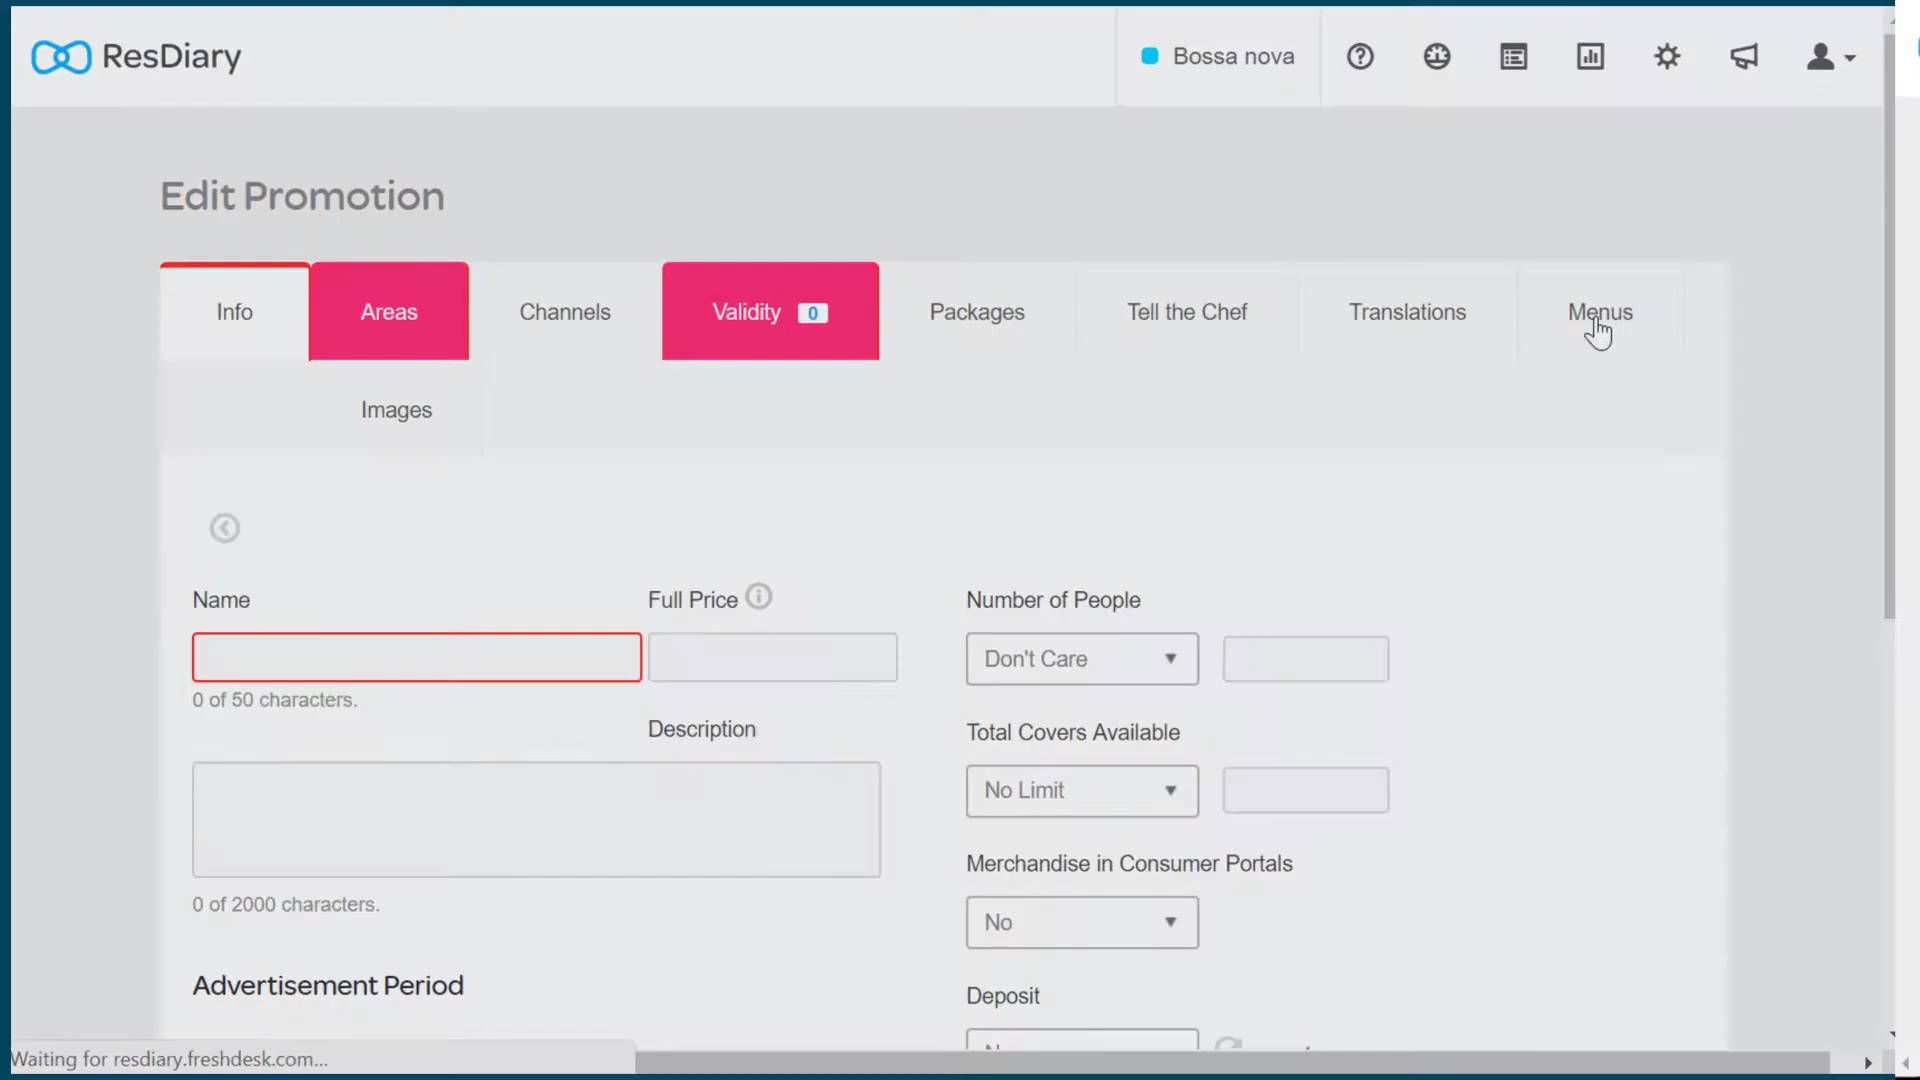 ResDiary
Bossa nova
Edit Promotion
Info
Areas
Channels
Validity 0
Packages
Tell the Chef
Translations
Menus
Images
Name
Full Price
Number of People
Don't Care
0 of 50 characters.
Description
Total Covers Available
No Limit
Merchandise in Consumer Portals
0 of 2000 characters.
No
Advertisement Period
Deposit
Waiting for resdiary.freshdesk.com...